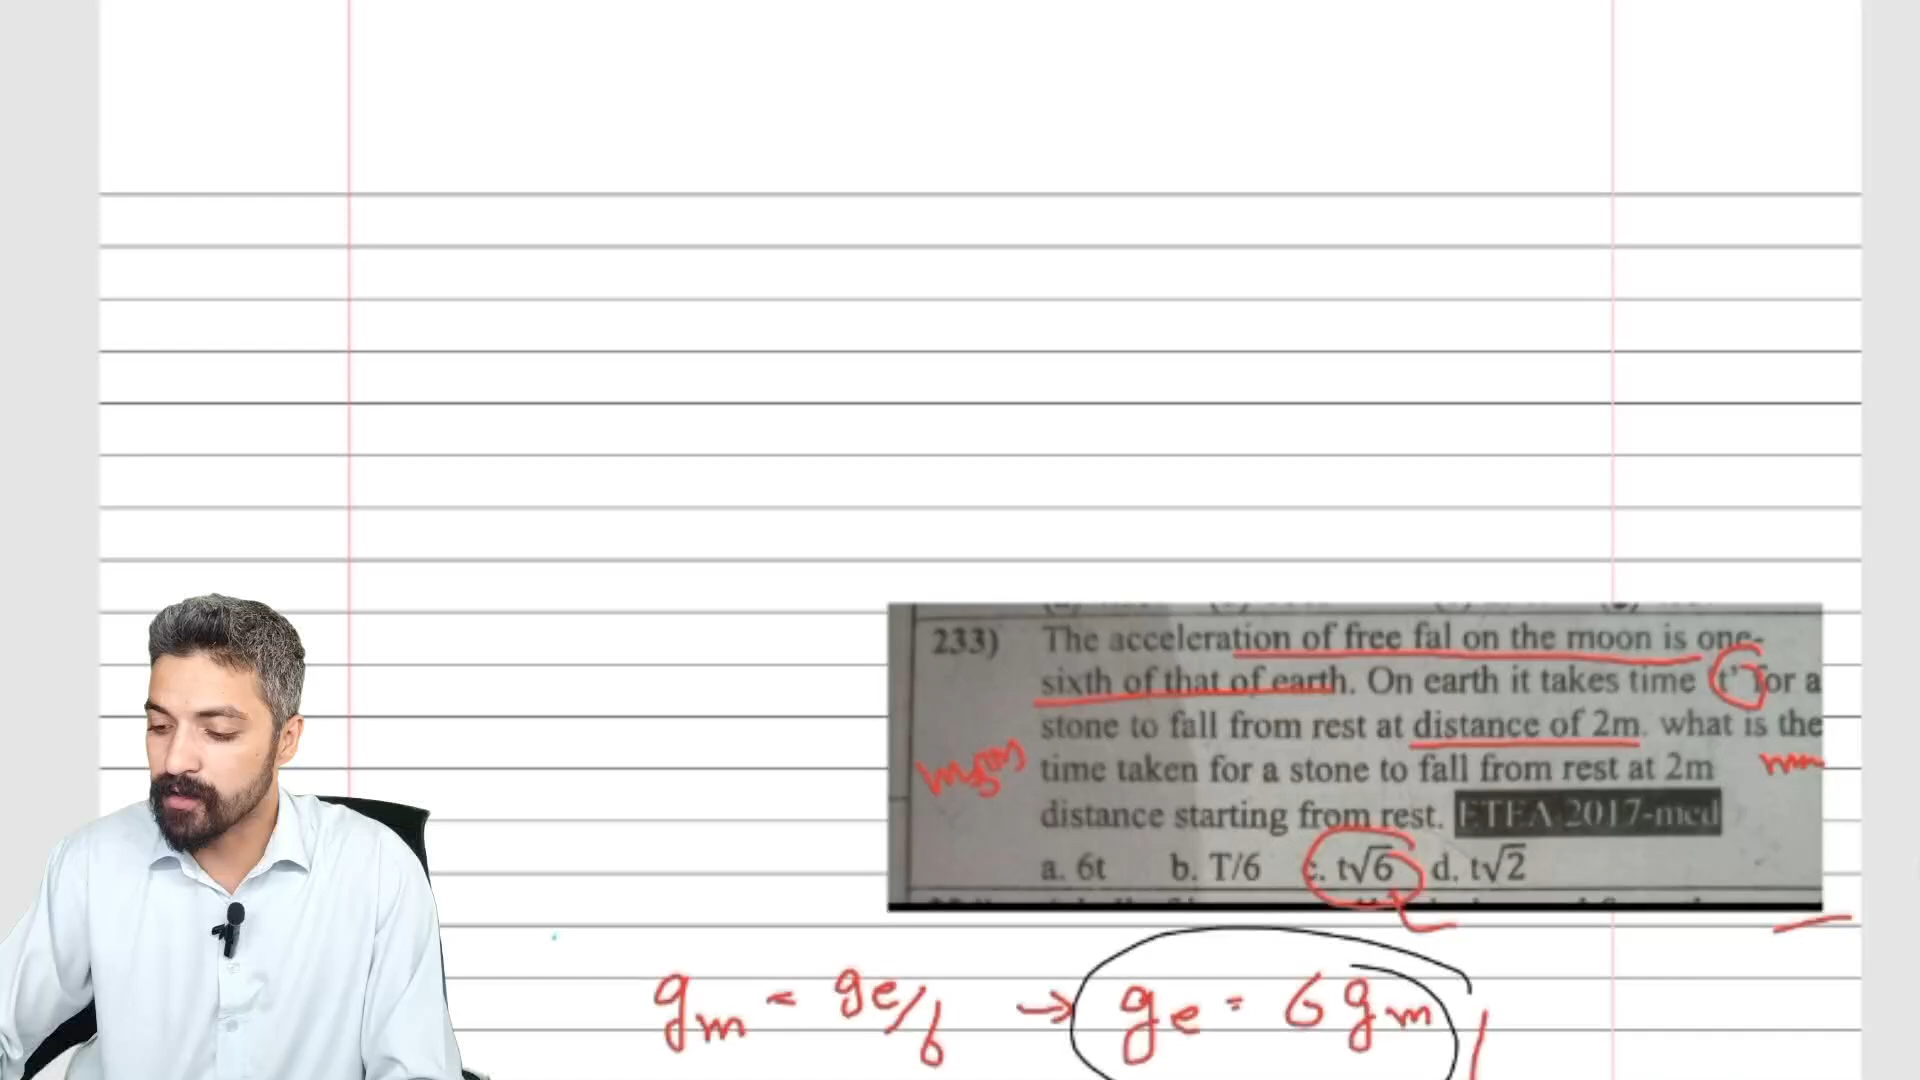 233) The acceleration of free fal on the moon is one-
sixth of that of earth. On earth it takes time 't' for a
stone to fall from rest at distance of 2m. what is the
moon time taken for a stone to fall from rest at 2m
distance starting from rest. ETEA 2017-med
a. 6t b. T/6 c. t√6 d. t√2
gm = ge/6 → ge = 6gm